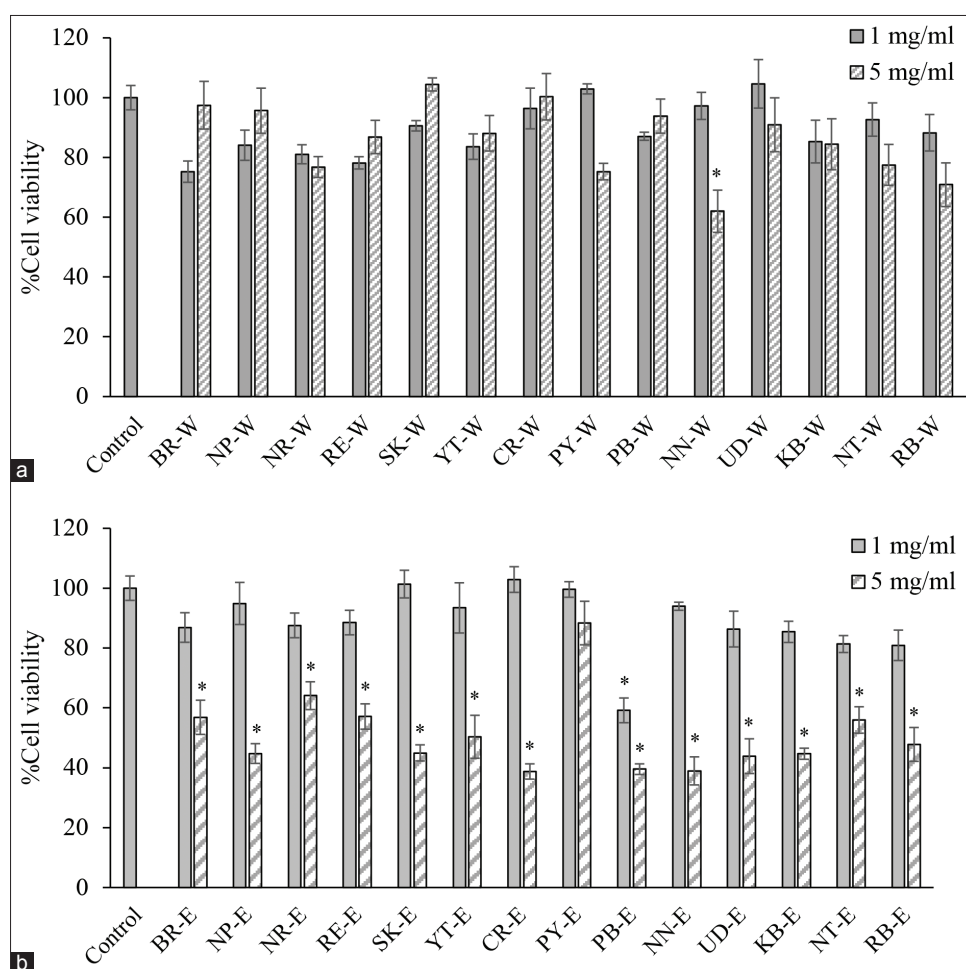 120
100
80
60
40
20
0
%Cell viability
1 mg/ml
5 mg/ml
*
Control
BR-W
NP-W
NR-W
RE-W
SK-W
YT-W
CR-W
PY-W
PB-W
NN-W
UD-W
KB-W
NT-W
RB-W
a
120
100
80
60
40
20
0
%Cell viability
1 mg/ml
5 mg/ml
*
*
*
*
*
*
*
*
*
*
*
*
*
*
Control
BR-E
NP-E
NR-E
RE-E
SK-E
YT-E
CR-E
PY-E
PB-E
NN-E
UD-E
KB-E
NT-E
RB-E
b